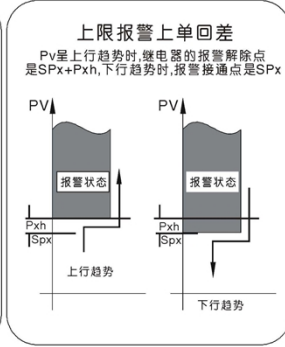 上限报警上单回差
Pv呈上行趋势时,继电器的报警解除点
是SPx+Pxh,下行趋势时,报警接通点是SPx
PV
PV
报警状态
报警状态
Pxh
Spx
Pxh
Spx
上行趋势
下行趋势